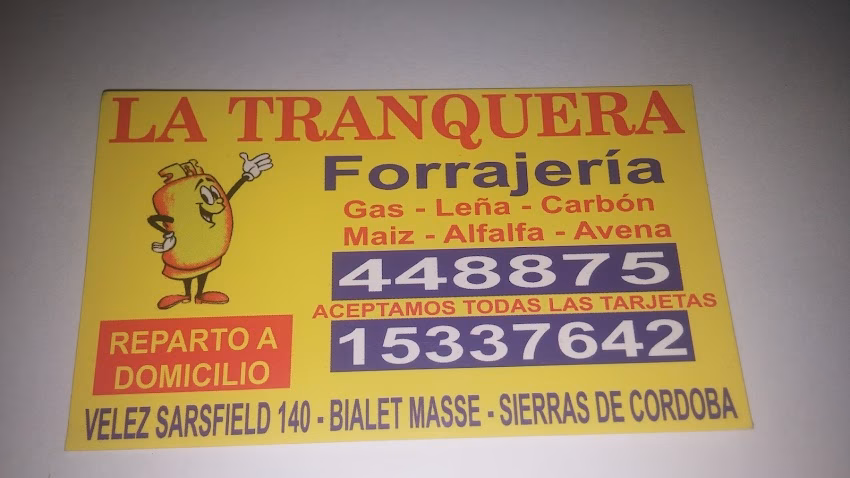 LA TRANQUERA
Forrajería
Gas - Leña - Carbón
Maiz - Alfalfa - Avena
448875
ACEPTAMOS TODAS LAS TARJETAS
15337642
REPARTO A
DOMICILIO
VELEZ SARSFIELD 140 - BIALET MASSE - SIERRAS DE CORDOBA